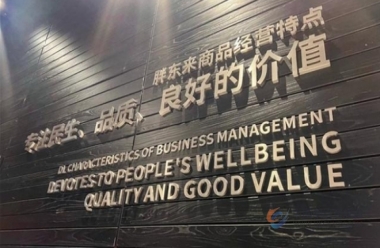 胖东来商品经营特点
专注民生、品质、良好的价值
DL CHARACTERISTICS OF BUSINESS MANAGEMENT
DEVOTES TO PEOPLE'S WELLBEING
QUALITY AND GOOD VALUE